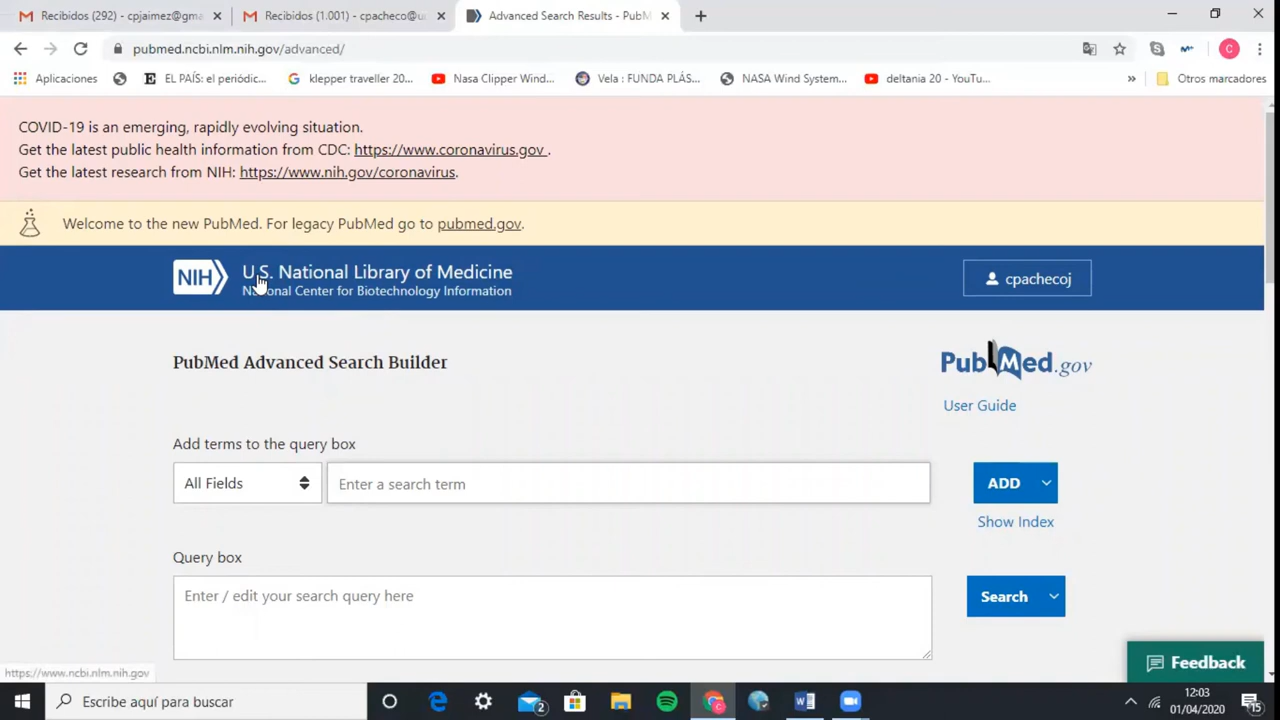 Recibidos (292) - cpjaimez@gma
Recibidos (1.001) - cpacheco@u
Advanced Search Results - PubM
pubmed.ncbi.nlm.nih.gov/advanced/
C
Aplicaciones
EL PAÍS: el periódic...
klepper traveller 20...
Nasa Clipper Win...
Vela : FUNDA PLÁS...
NASA Wind System...
deltania 20 - YouTu...
»
Otros marcadores
COVID-19 is an emerging, rapidly evolving situation.
Get the latest public health information from CDC: https://www.coronavirus.gov .
Get the latest research from NIH: https://www.nih.gov/coronavirus.
Welcome to the new PubMed. For legacy PubMed go to pubmed.gov.
NIH
U.S. National Library of Medicine
National Center for Biotechnology Information
cpachecoj
PubMed Advanced Search Builder
PubMed.gov
User Guide
Add terms to the query box
All Fields
Enter a search term
ADD
Show Index
Query box
Enter / edit your search query here
Search
https://www.ncbi.nlm.nih.gov
Feedback
Escribe aquí para buscar
2
12:03
01/04/2020
15